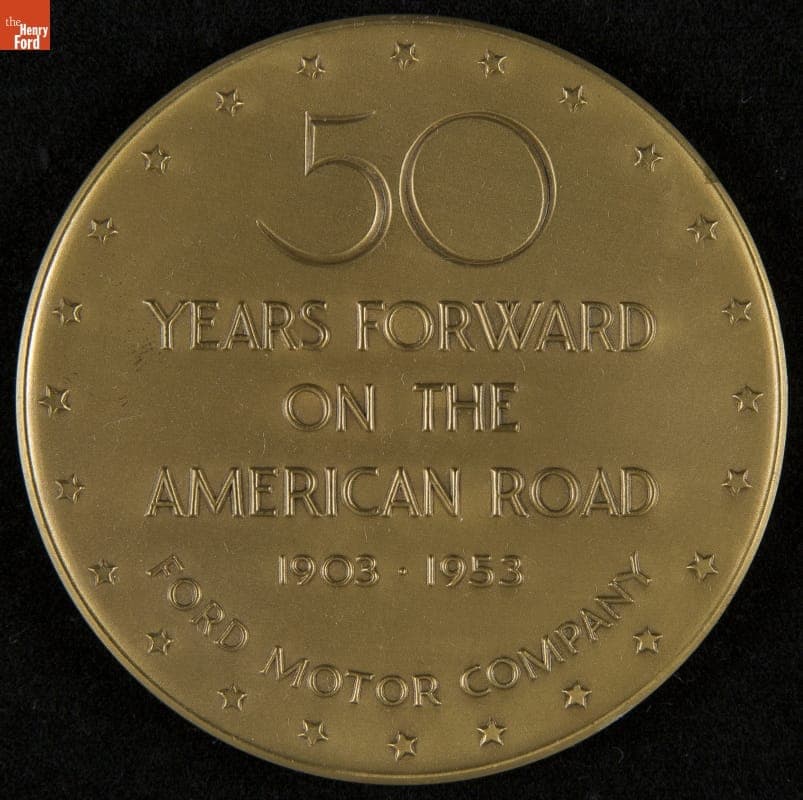 the
Henry
Ford
50
YEARS FORWARD
ON THE
AMERICAN ROAD
1903 · 1953
FORD MOTOR COMPANY